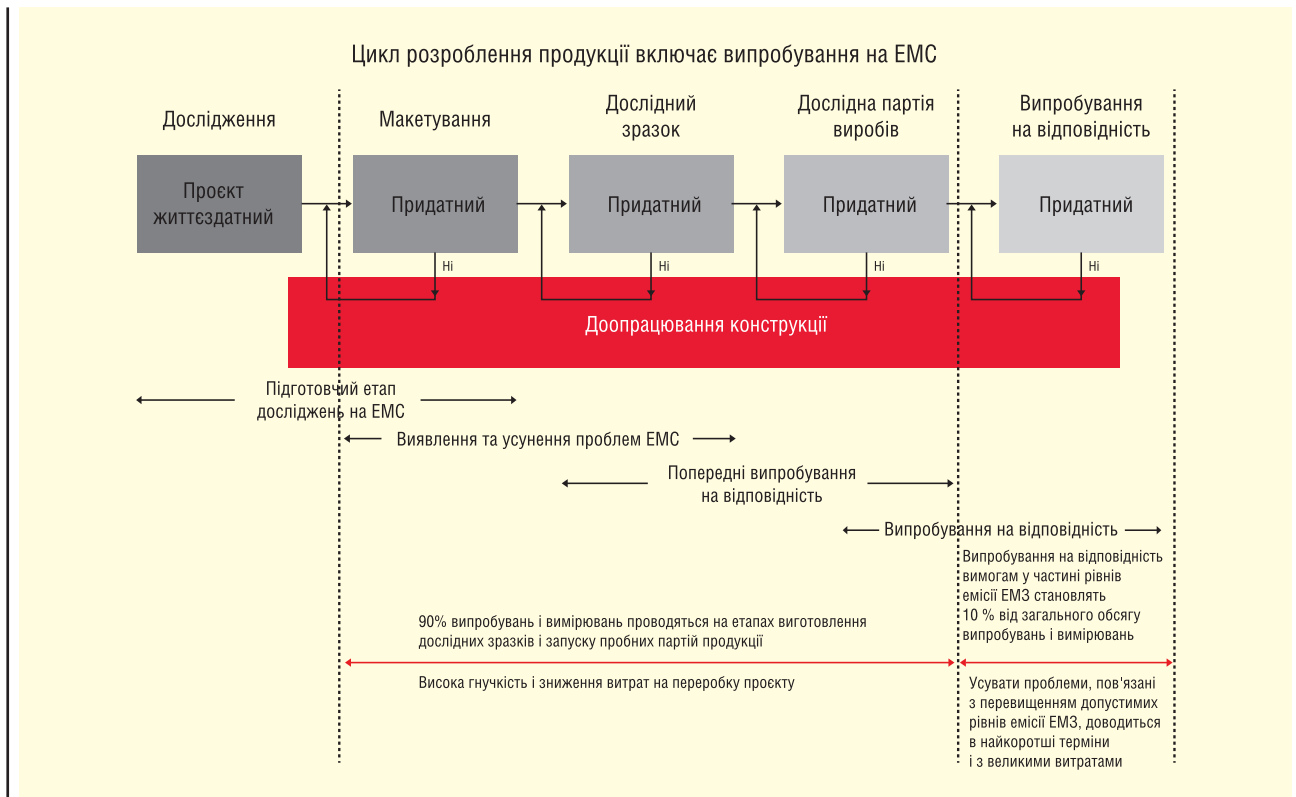 Цикл розроблення продукції включає випробування на ЕМС
Дослідження
Макетування
Дослідний
зразок
Дослідна партія
виробів
Випробування
на відповідність
Проєкт
життєздатний
Придатний
Придатний
Придатний
Придатний
Ні
Ні
Ні
Ні
Доопрацювання конструкції
Підготовчий етап
досліджень на ЕМС
Виявлення та усунення проблем ЕМС
Попередні випробування
на відповідність
Випробування на відповідність
Випробування на відповідність
вимогам у частині рівнів
емісії ЕМЗ становлять
10 % від загального обсягу
випробувань і вимірювань
90% випробувань і вимірювань проводяться на етапах виготовлення
дослідних зразків і запуску пробних партій продукції
Висока гнучкість і зниження витрат на переробку проєкту
Усувати проблеми, пов'язані
з перевищенням допустимих
рівнів емісії ЕМЗ, доводиться
в найкоротші терміни
і з великими витратами